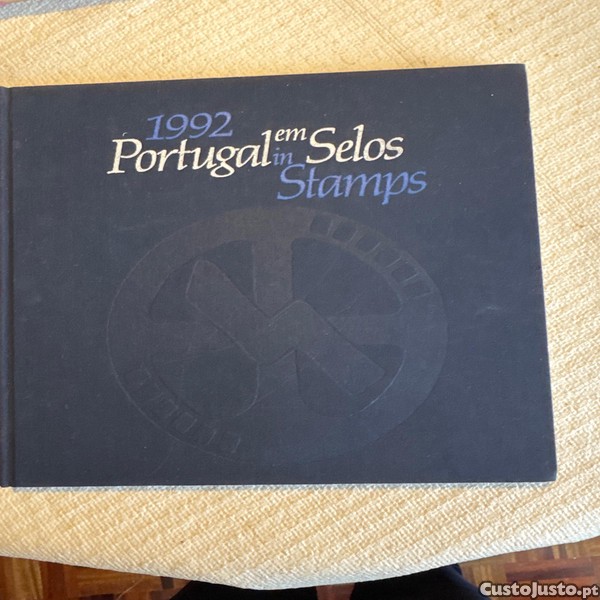 1992
Portugal em Selos
in Stamps
CustoJusto.pt